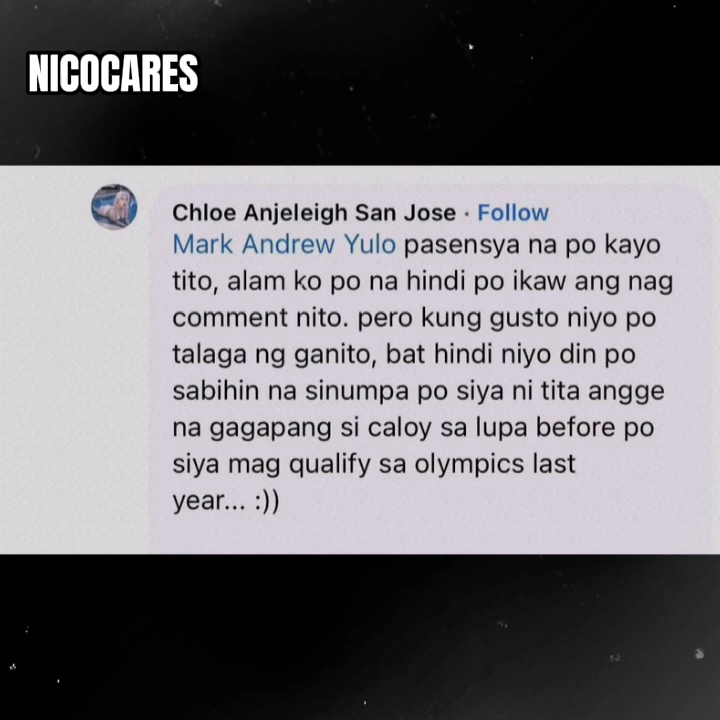 NICOCARES
Chloe Anjeleigh San Jose · Follow
Mark Andrew Yulo pasensya na po kayo
tito, alam ko po na hindi po ikaw ang nag
comment nito. pero kung gusto niyo po
talaga ng ganito, bat hindi niyo din po
sabihin na sinumpa po siya ni tita angge
na gagapang si caloy sa lupa before po
siya mag qualify sa olympics last
year... :))